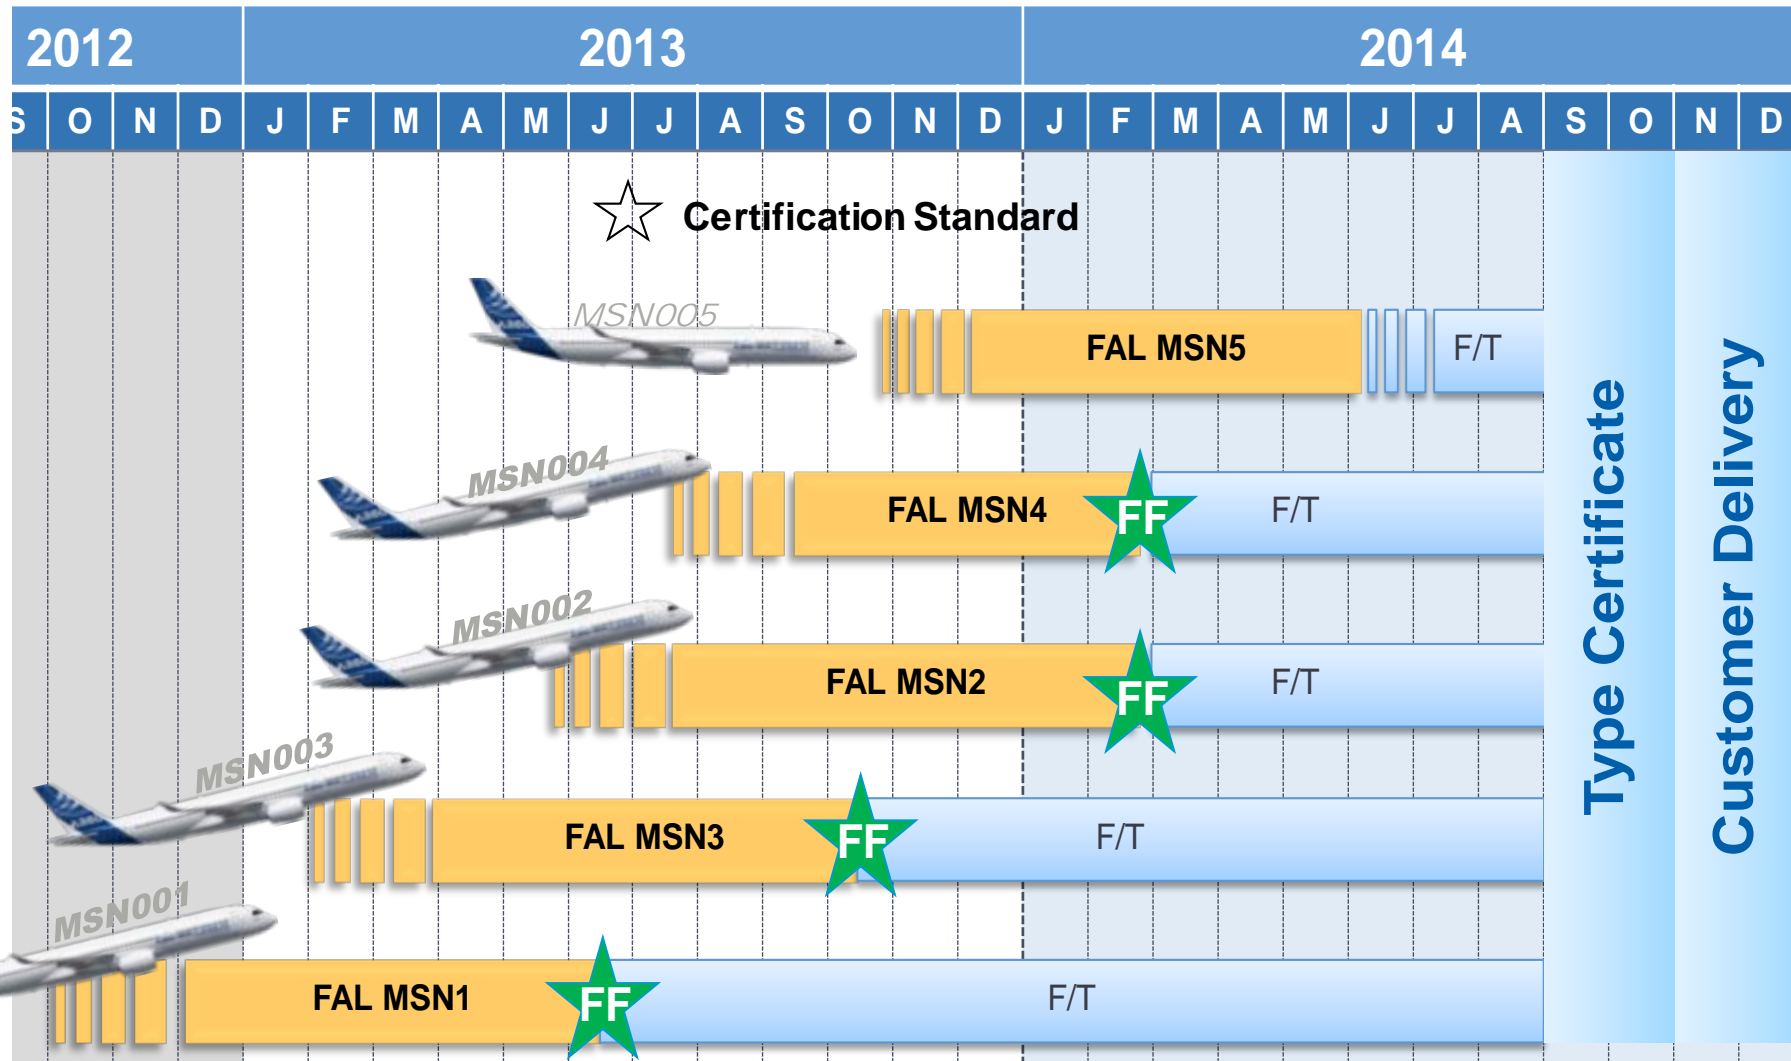 2012 2013 2014
S O N D J F M A M J J A S O N D J F M A M J J A S O N D
Certification Standard
MSN005
FAL MSN5 F/T
MSN004
FAL MSN4 FF F/T
MSN002
FAL MSN2 FF F/T
MSN003
FAL MSN3 FF F/T
MSN001
FAL MSN1 FF F/T
Type Certificate
Customer Delivery